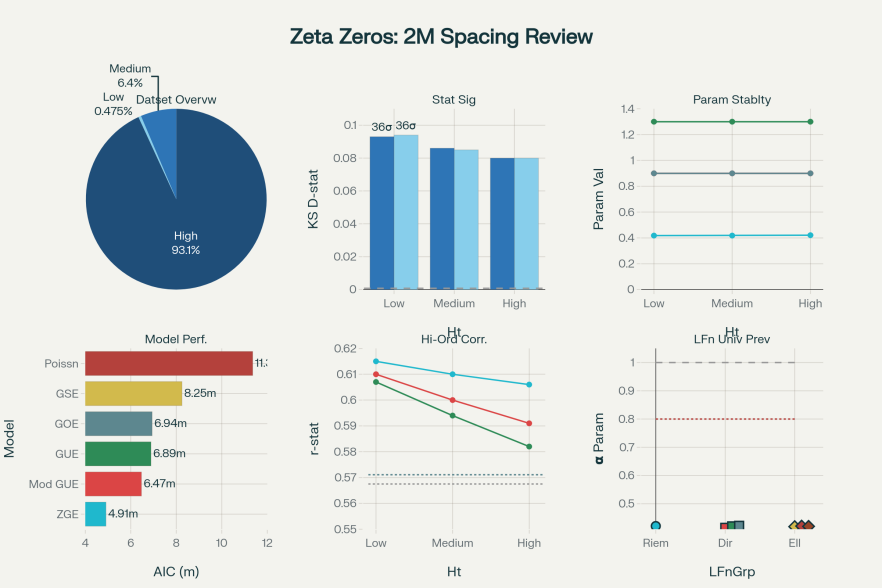 Zeta Zeros: 2M Spacing Review
Datset Overvw
Medium
6.4%
Low
0.475%
High
93.1%
Stat Sig
KS D-stat
0.1
0.08
0.06
0.04
0.02
0
36σ 36σ
Low Medium High
Ht
Param Stablty
Param Val
1.4
1.2
1
0.8
0.6
0.4
0.2
0
Low Medium High
Ht
Model Perf.
Model
Poissn 11.
GSE 8.25m
GOE 6.94m
GUE 6.89m
Mod GUE 6.47m
ZGE 4.91m
4 6 8 10 12
AIC (m)
Hi-Ord Corr.
r-stat
0.62
0.61
0.6
0.59
0.58
0.57
0.56
0.55
Low Medium High
Ht
LFn Univ Prev
α Param
1
0.9
0.8
0.7
0.6
0.5
Riem Dir Ell
LFnGrp